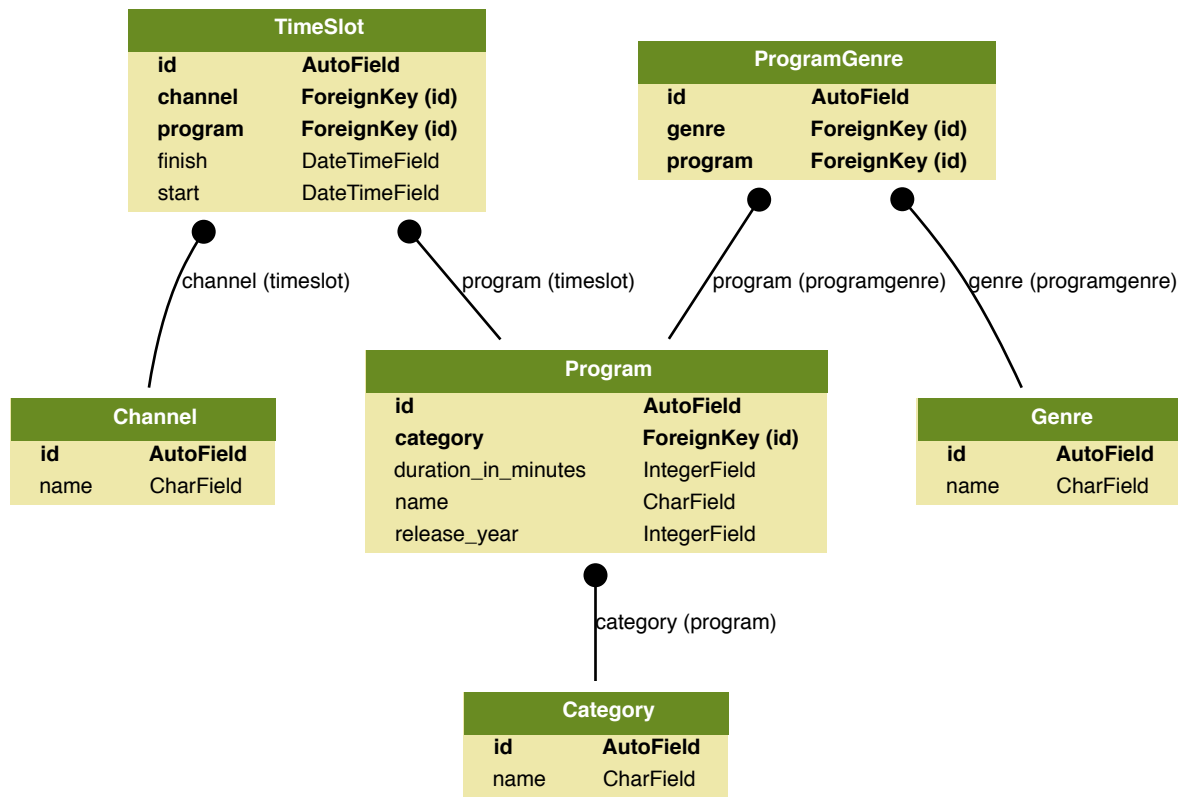 TimeSlot
id AutoField
channel ForeignKey (id)
program ForeignKey (id)
finish DateTimeField
start DateTimeField
ProgramGenre
id AutoField
genre ForeignKey (id)
program ForeignKey (id)
channel (timeslot)
program (timeslot)
program (programgenre)
genre (programgenre)
Channel
id AutoField
name CharField
Program
id AutoField
category ForeignKey (id)
duration_in_minutes IntegerField
name CharField
release_year IntegerField
Genre
id AutoField
name CharField
category (program)
Category
id AutoField
name CharField